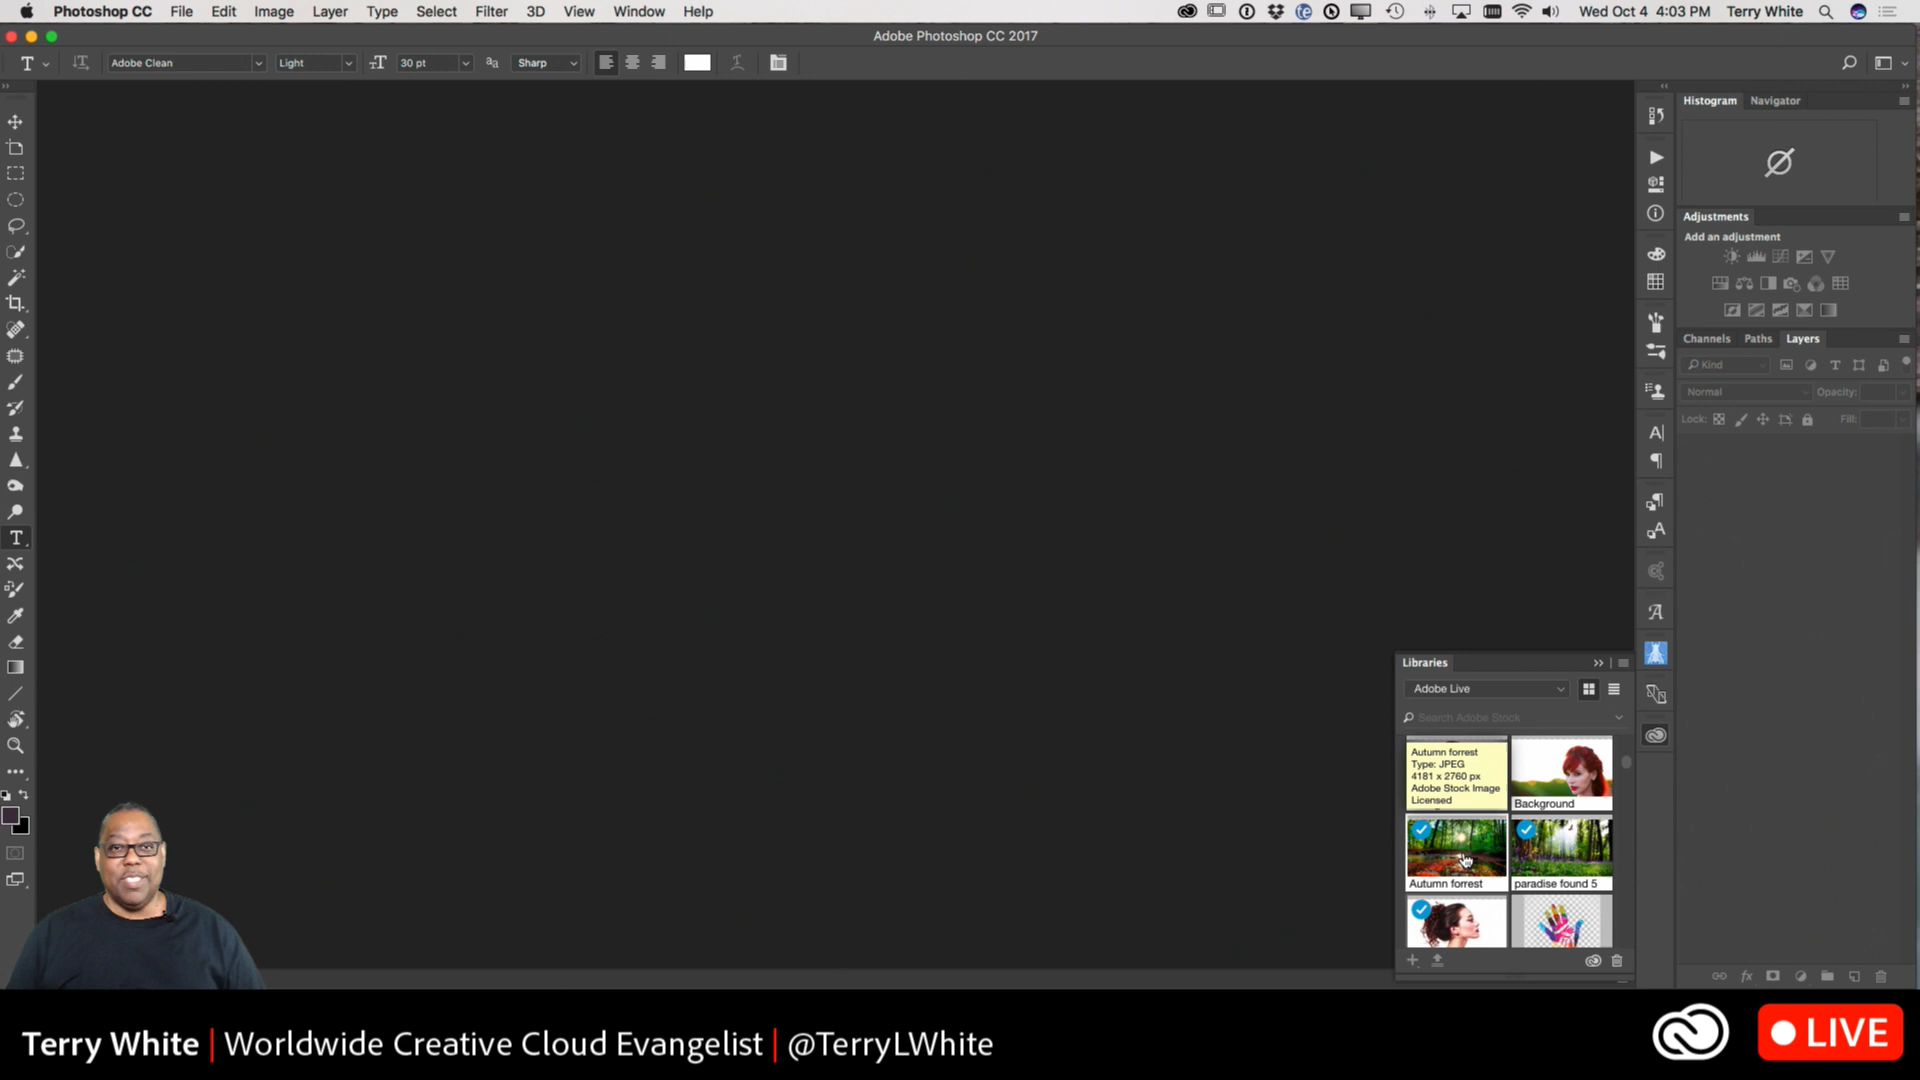 Photoshop CC File Edit Image Layer Type Select Filter 3D View Window Help Wed Oct 4 4:03 PM Terry White
Adobe Photoshop CC 2017
T Adobe Clean Light 30 pt aa Sharp
Histogram Navigator
Adjustments
Add an adjustment
Channels Paths Layers
Kind
Normal Opacity:
Lock: Fill:
Libraries
Adobe Live
Search Adobe Stock
Autumn forrest
Type: JPEG
4181 x 2760 px
Adobe Stock Image
Licensed
Background
Autumn forrest
paradise found 5
fx
Terry White | Worldwide Creative Cloud Evangelist | @TerryLWhite
LIVE